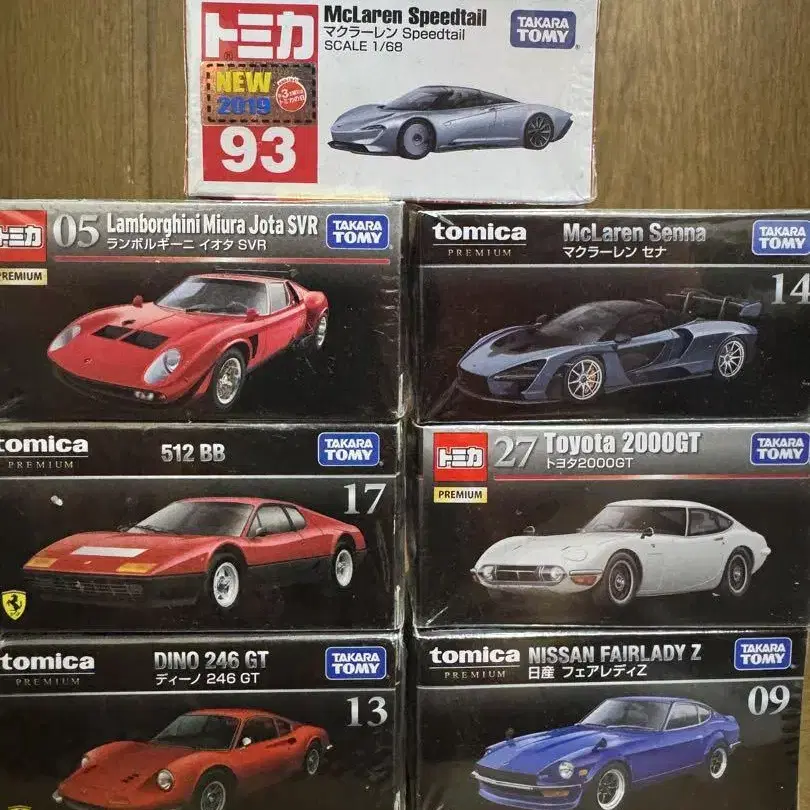 トミカ
McLaren Speedtail
マクラーレン Speedtail
SCALE 1/68
TAKARA TOMY
NEW
2019
93
トミカ
05 Lamborghini Miura Jota SVR
ランボルギーニ イオタ SVR
TAKARA TOMY
PREMIUM
tomica
PREMIUM
McLaren Senna
マクラーレン セナ
TAKARA TOMY
14
tomica
PREMIUM
512 BB
TAKARA TOMY
17
トミカ
27 Toyota 2000GT
トヨタ2000GT
TAKARA TOMY
PREMIUM
tomica
PREMIUM
DINO 246 GT
ディーノ 246 GT
TAKARA TOMY
13
tomica
PREMIUM
NISSAN FAIRLADY Z
日産 フェアレディZ
TAKARA TOMY
09